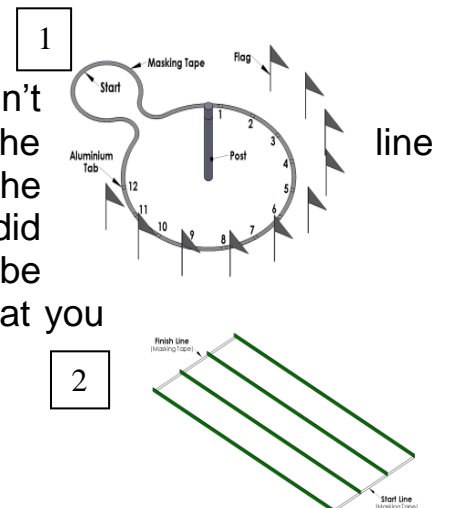 1
Masking Tape
Flag
Start
n't
he line
Aluminium
Tab
Post
1
2
3
4
5
6
7
8
9
10
11
12
he
did
be
at you
2
Finish Line
(Masking Tape)
Start Line
(Masking Tape)